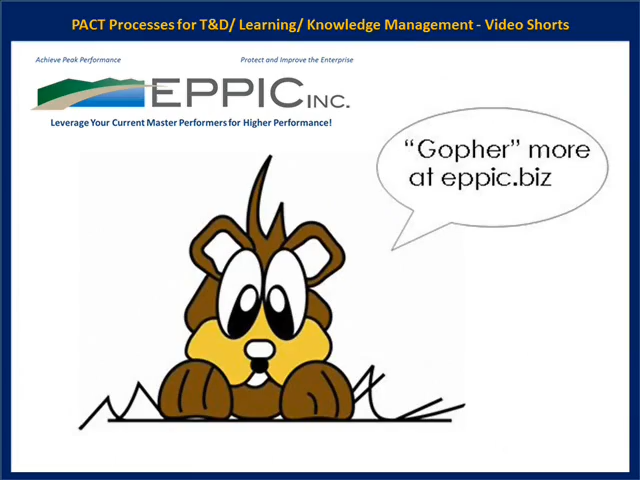 PACT Processes for T&D/ Learning/ Knowledge Management - Video Shorts
Achieve Peak Performance
Protect and Improve the Enterprise
EPPIC INC.
Leverage Your Current Master Performers for Higher Performance!
“Gopher” more
at eppic.biz